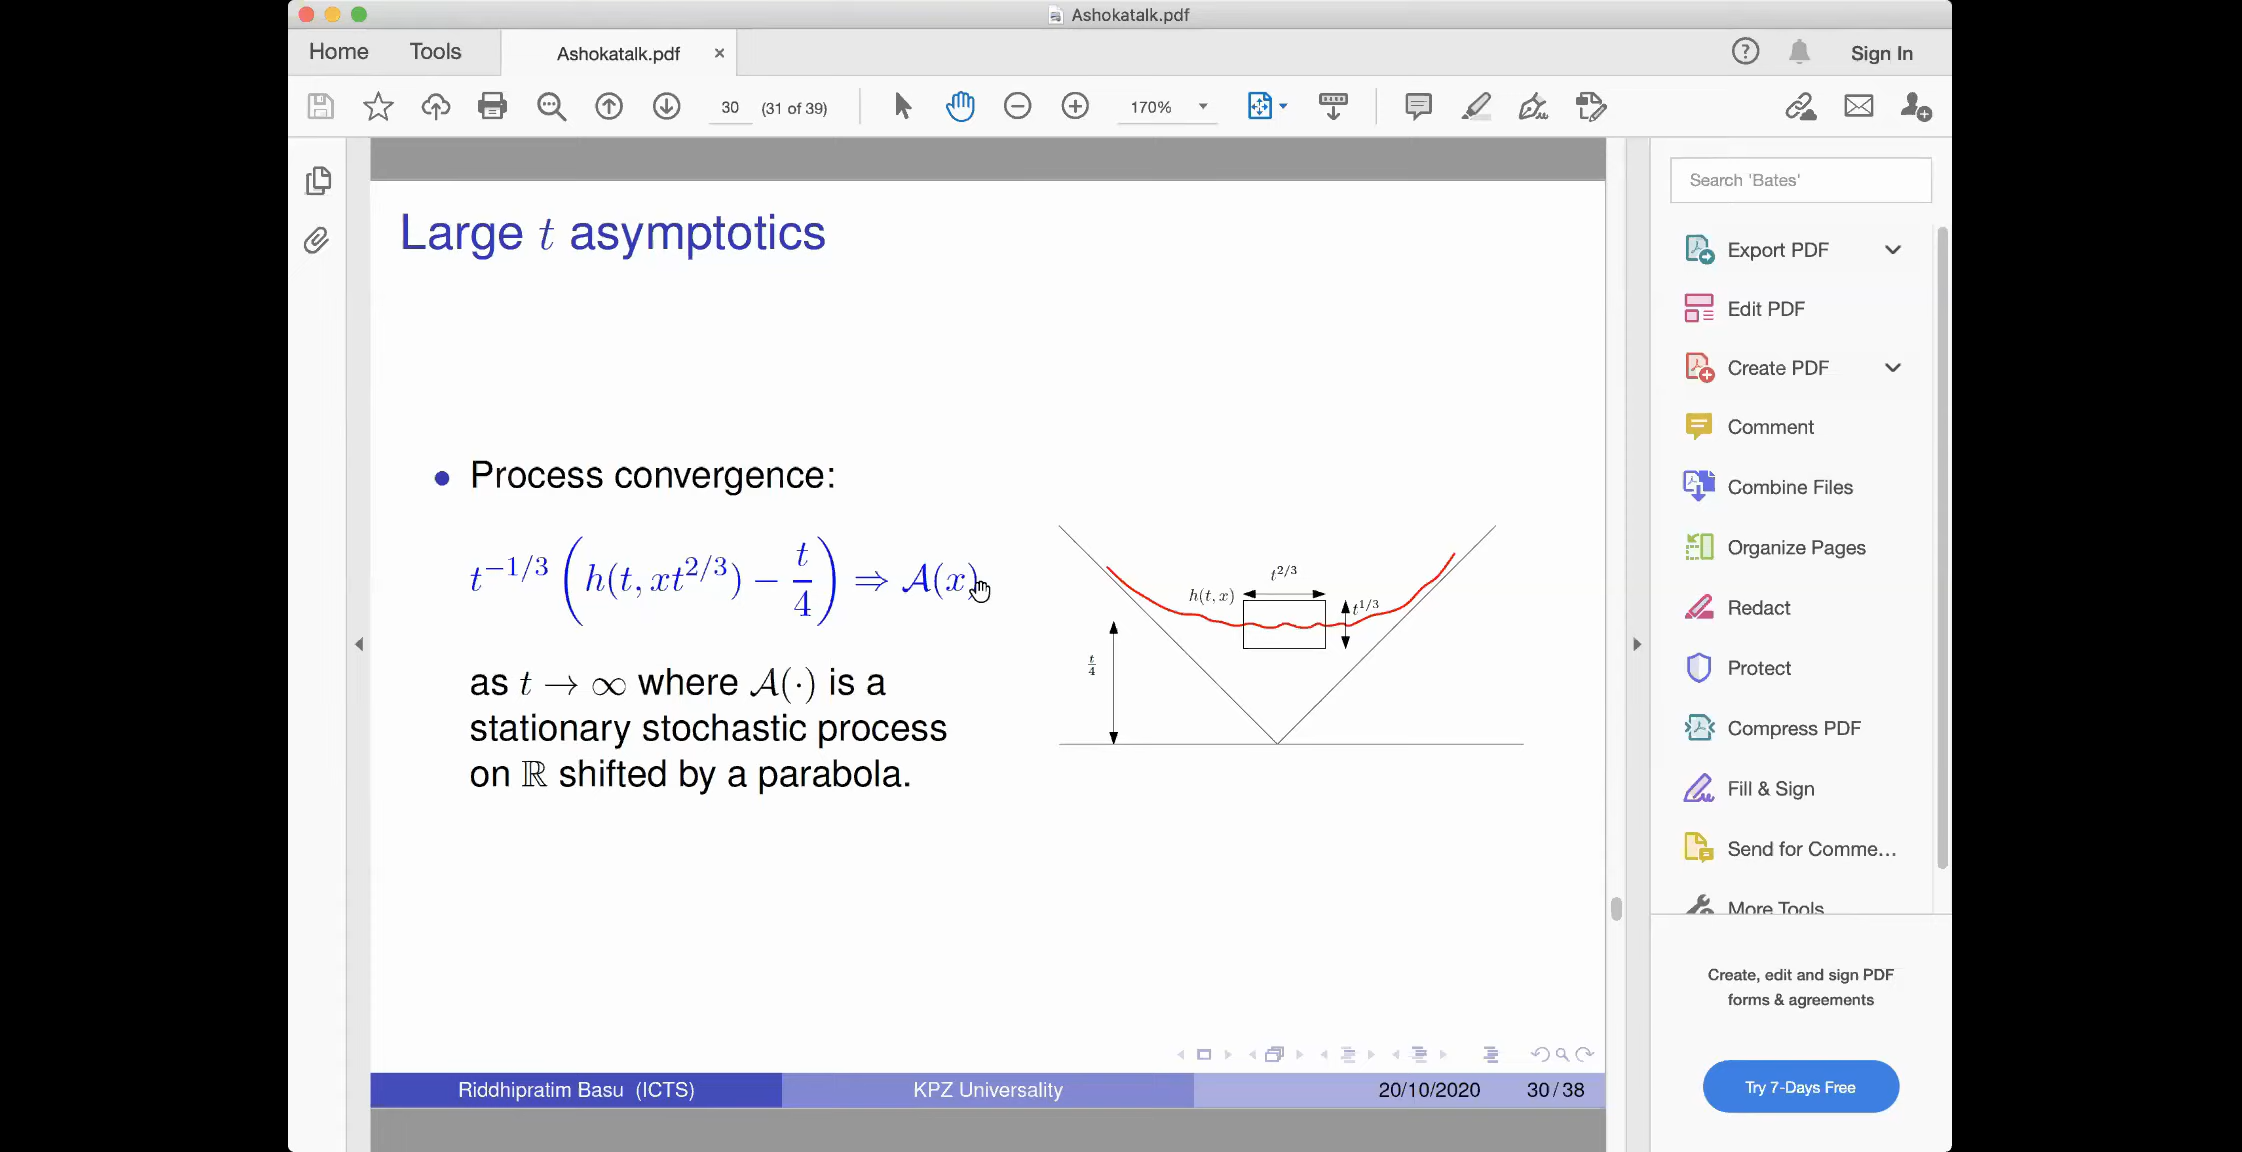 Ashokatalk.pdf
Home
Tools
Ashokatalk.pdf ×
Sign In
30 (31 of 39)
170%
Search 'Bates'
Large t asymptotics
Process convergence:
t^{-1/3} ( h(t, xt^{2/3}) − t/4 ) ⇒ 𝒜(x)
as t → ∞ where 𝒜(·) is a
stationary stochastic process
on ℝ shifted by a parabola.
t^{2/3}
h(t, x)
t^{1/3}
t/4
Riddhipratim Basu (ICTS)
KPZ Universality
20/10/2020
30 / 38
Export PDF
Edit PDF
Create PDF
Comment
Combine Files
Organize Pages
Redact
Protect
Compress PDF
Fill & Sign
Send for Comme...
More Tools
Create, edit and sign PDF
forms & agreements
Try 7-Days Free